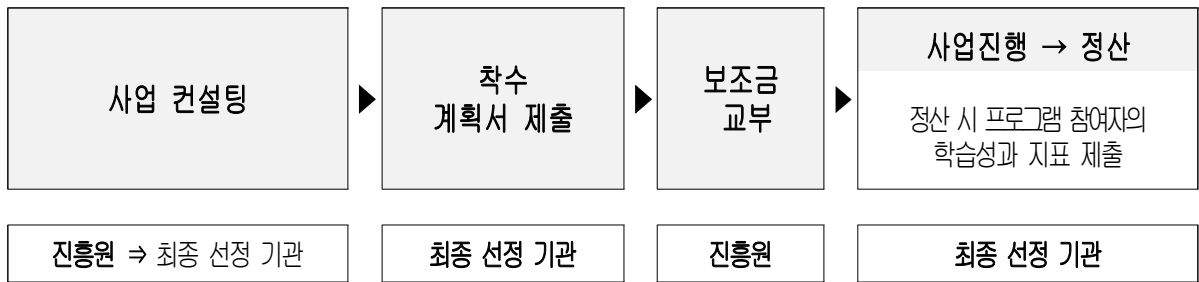 사업 컨설팅
착수
계획서 제출
보조금
교부
사업진행 → 정산
정산 시 프로그램 참여자의
학습성과 지표 제출
진흥원 ⇒ 최종 선정 기관
최종 선정 기관
진흥원
최종 선정 기관